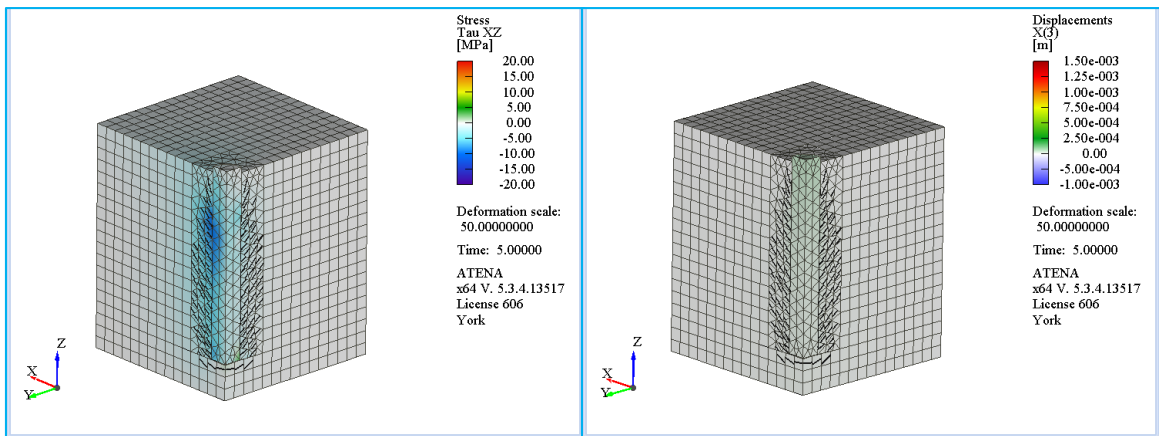 Stress
Tau XZ
[MPa]
20.00
15.00
10.00
5.00
0.00
-5.00
-10.00
-15.00
-20.00
Deformation scale:
50.00000000
Time: 5.00000
ATENA
x64 V. 5.3.4.13517
License 606
York
Z
X
Y
Displacements
X(3)
[m]
1.50e-003
1.25e-003
1.00e-003
7.50e-004
5.00e-004
2.50e-004
0.00
-5.00e-004
-1.00e-003
Deformation scale:
50.00000000
Time: 5.00000
ATENA
x64 V. 5.3.4.13517
License 606
York
Z
X
Y